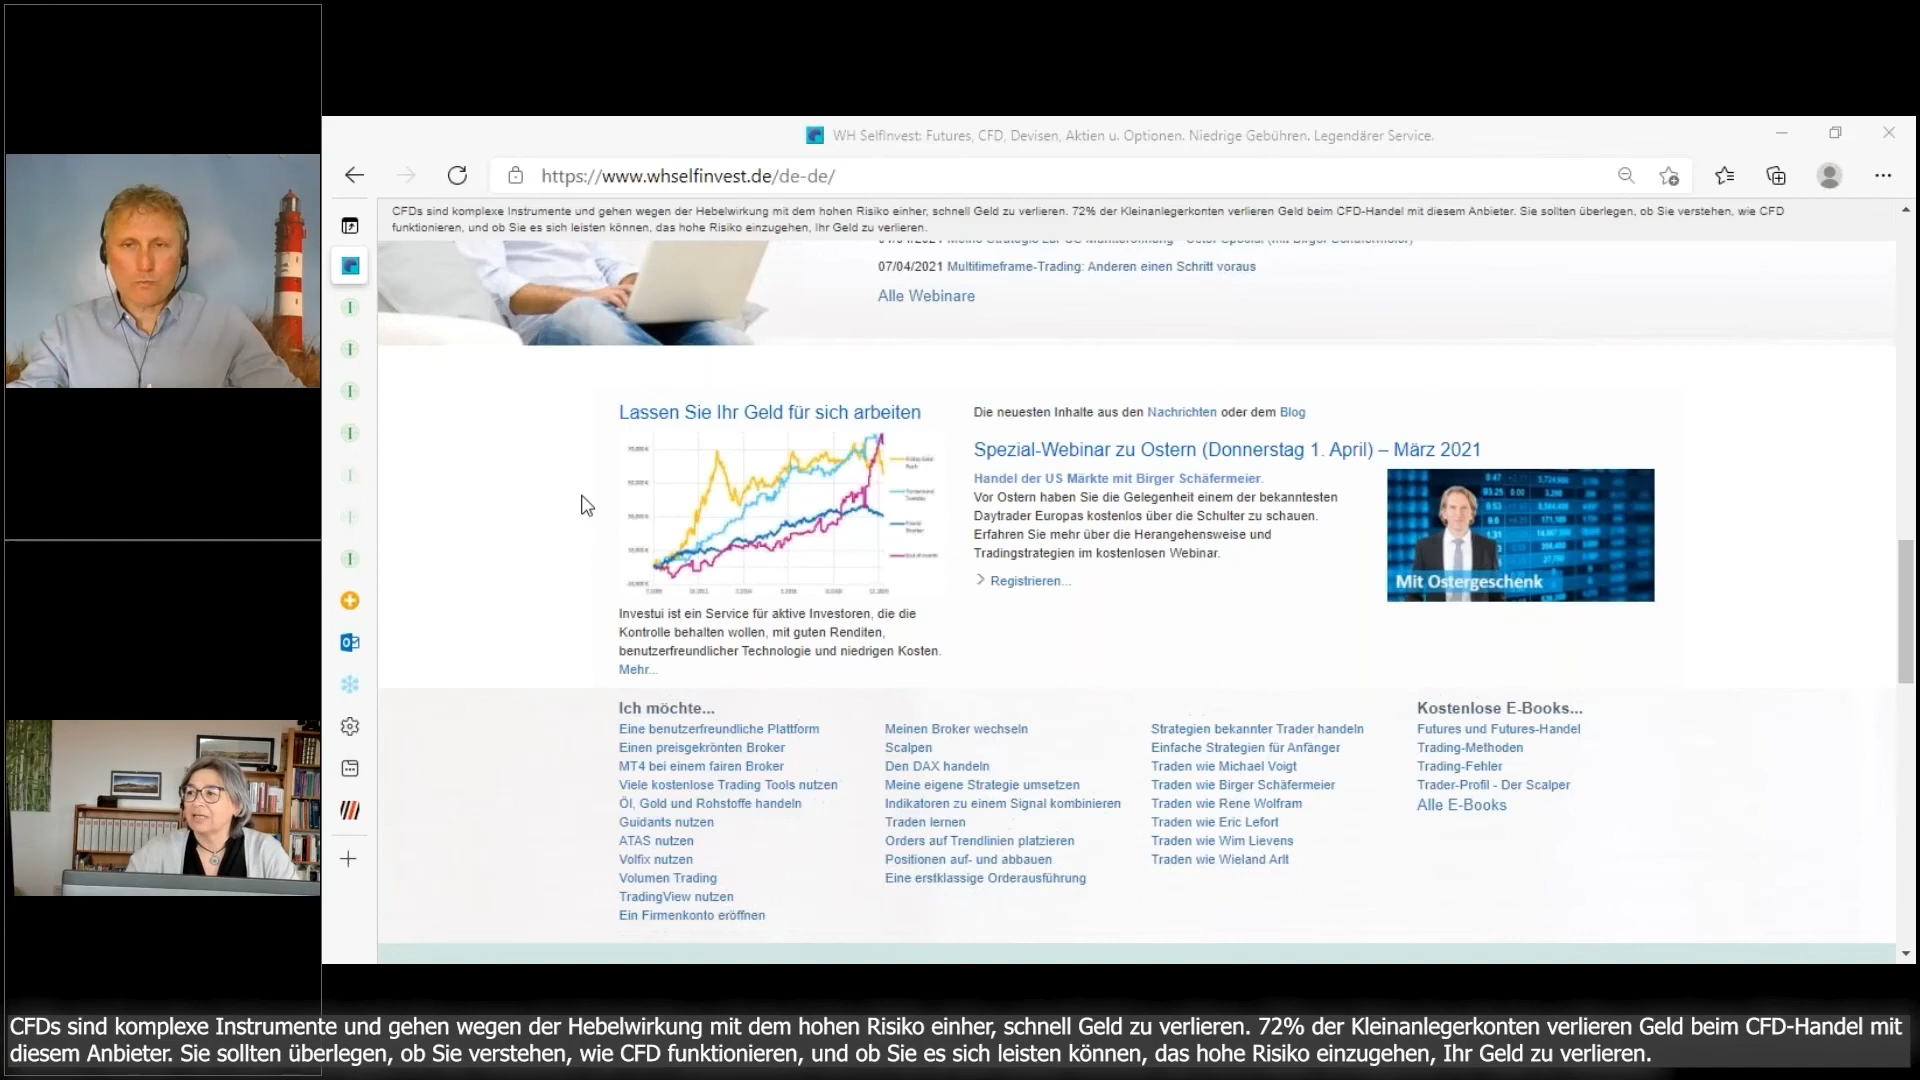 WH SelfInvest: Futures, CFD, Devisen, Aktien u. Optionen. Niedrige Gebühren. Legendärer Service.
https://www.whselfinvest.de/de-de/
CFDs sind komplexe Instrumente und gehen wegen der Hebelwirkung mit dem hohen Risiko einher, schnell Geld zu verlieren. 72% der Kleinanlegerkonten verlieren Geld beim CFD-Handel mit diesem Anbieter. Sie sollten überlegen, ob Sie verstehen, wie CFD
funktionieren, und ob Sie es sich leisten können, das hohe Risiko einzugehen, Ihr Geld zu verlieren.
07/04/2021 Multitimeframe-Trading: Anderen einen Schritt voraus
Alle Webinare
Lassen Sie Ihr Geld für sich arbeiten
Investui ist ein Service für aktive Investoren, die die
Kontrolle behalten wollen, mit guten Renditen,
benutzerfreundlicher Technologie und niedrigen Kosten.
Mehr...
Die neuesten Inhalte aus den Nachrichten oder dem Blog
Spezial-Webinar zu Ostern (Donnerstag 1. April) – März 2021
Handel der US Märkte mit Birger Schäfermeier.
Vor Ostern haben Sie die Gelegenheit einem der bekanntesten
Daytrader Europas kostenlos über die Schulter zu schauen.
Erfahren Sie mehr über die Herangehensweise und
Tradingstrategien im kostenlosen Webinar.
Registrieren...
Mit Ostergeschenk
Ich möchte...
Eine benutzerfreundliche Plattform
Einen preisgekrönten Broker
MT4 bei einem fairen Broker
Viele kostenlose Trading Tools nutzen
Öl, Gold und Rohstoffe handeln
Guidants nutzen
ATAS nutzen
Volfix nutzen
Volumen Trading
TradingView nutzen
Ein Firmenkonto eröffnen
Meinen Broker wechseln
Scalpen
Den DAX handeln
Meine eigene Strategie umsetzen
Indikatoren zu einem Signal kombinieren
Traden lernen
Orders auf Trendlinien platzieren
Positionen auf- und abbauen
Eine erstklassige Orderausführung
Strategien bekannter Trader handeln
Einfache Strategien für Anfänger
Traden wie Michael Voigt
Traden wie Birger Schäfermeier
Traden wie Rene Wolfram
Traden wie Eric Lefort
Traden wie Wim Lievens
Traden wie Wieland Arlt
Kostenlose E-Books...
Futures und Futures-Handel
Trading-Methoden
Trading-Fehler
Trader-Profil - Der Scalper
Alle E-Books
CFDs sind komplexe Instrumente und gehen wegen der Hebelwirkung mit dem hohen Risiko einher, schnell Geld zu verlieren. 72% der Kleinanlegerkonten verlieren Geld beim CFD-Handel mit
diesem Anbieter. Sie sollten überlegen, ob Sie verstehen, wie CFD funktionieren, und ob Sie es sich leisten können, das hohe Risiko einzugehen, Ihr Geld zu verlieren.